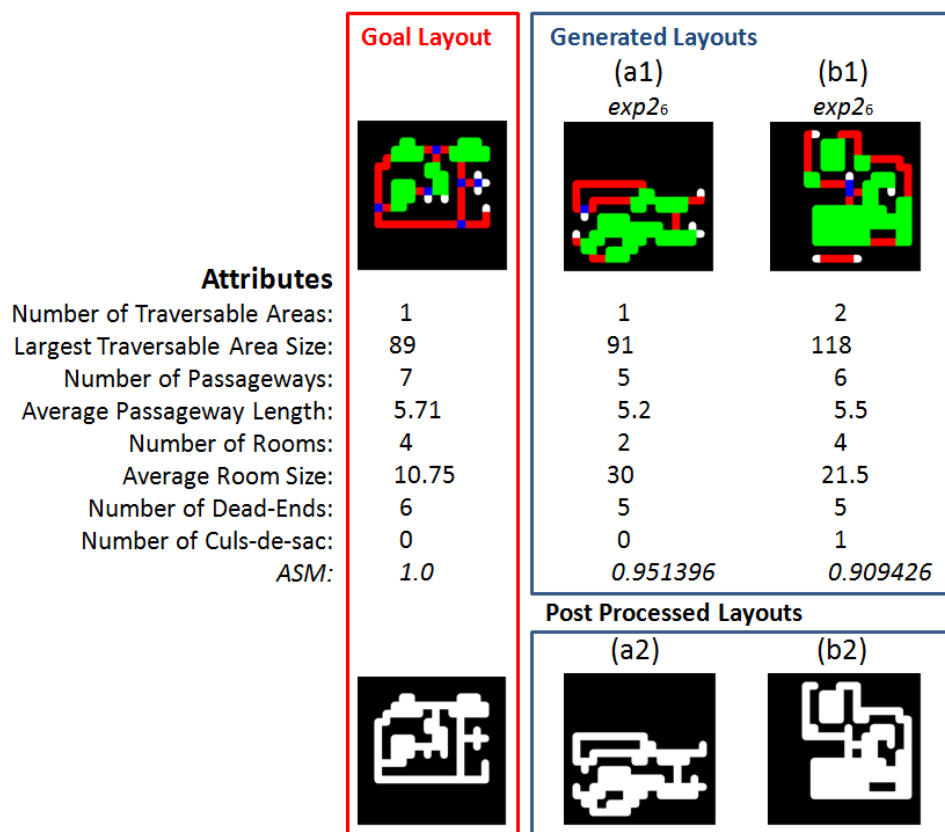 Goal Layout
Generated Layouts
(a1) (b1)
exp2₆ exp2₆
Attributes
Number of Traversable Areas: 1 1 2
Largest Traversable Area Size: 89 91 118
Number of Passageways: 7 5 6
Average Passageway Length: 5.71 5.2 5.5
Number of Rooms: 4 2 4
Average Room Size: 10.75 30 21.5
Number of Dead-Ends: 6 5 5
Number of Culs-de-sac: 0 0 1
ASM: 1.0 0.951396 0.909426
Post Processed Layouts
(a2) (b2)